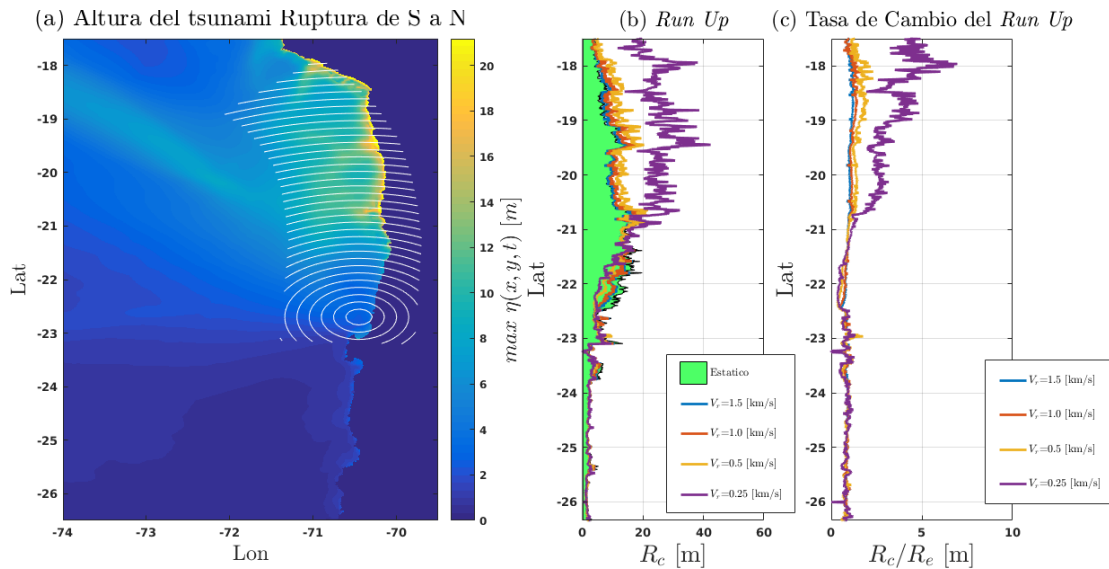 (a) Altura del tsunami Ruptura de S a N
(b) Run Up
(c) Tasa de Cambio del Run Up
-18
-19
-20
-21
-22
-23
-24
-25
-26
Lat
-74
-73
-72
-71
-70
Lon
20
18
16
14
12
10
8
6
4
2
0
max η(x, y, t) [m]
-18
-19
-20
-21
-22
-23
-24
-25
-26
Lat
0
20
40
60
R_c [m]
Estatico
V_r=1.5 [km/s]
V_r=1.0 [km/s]
V_r=0.5 [km/s]
V_r=0.25 [km/s]
-18
-19
-20
-21
-22
-23
-24
-25
-26
Lat
0
5
10
R_c/R_e [m]
V_r=1.5 [km/s]
V_r=1.0 [km/s]
V_r=0.5 [km/s]
V_r=0.25 [km/s]